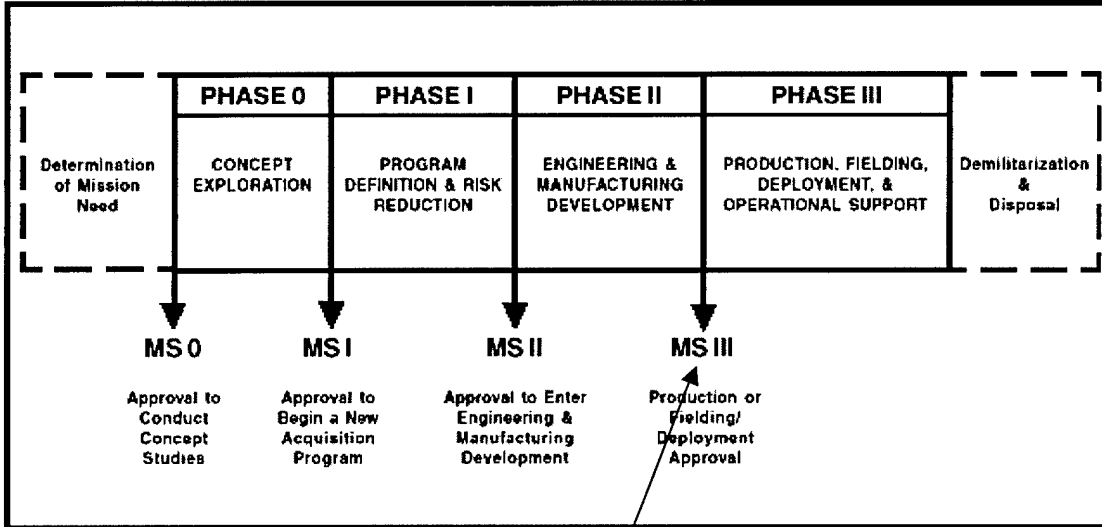 PHASE 0
PHASE I
PHASE II
PHASE III
Determination
of Mission
Need
CONCEPT
EXPLORATION
PROGRAM
DEFINITION & RISK
REDUCTION
ENGINEERING &
MANUFACTURING
DEVELOPMENT
PRODUCTION, FIELDING,
DEPLOYMENT, &
OPERATIONAL SUPPORT
Demilitarization
&
Disposal
MS 0
MS I
MS II
MS III
Approval to
Conduct
Concept
Studies
Approval to
Begin a New
Acquisition
Program
Approval to Enter
Engineering &
Manufacturing
Development
Production or
Fielding/
Deployment
Approval